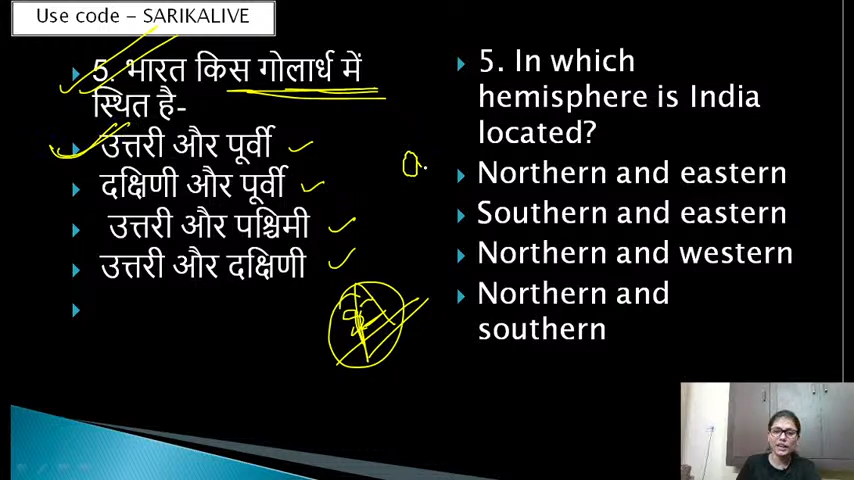 Use code – SARIKALIVE
5. भारत किस गोलार्ध में
स्थित है-
उत्तरी और पूर्वी
दक्षिणी और पूर्वी
उत्तरी और पश्चिमी
उत्तरी और दक्षिणी
a.
5. In which
hemisphere is India
located?
Northern and eastern
Southern and eastern
Northern and western
Northern and
southern